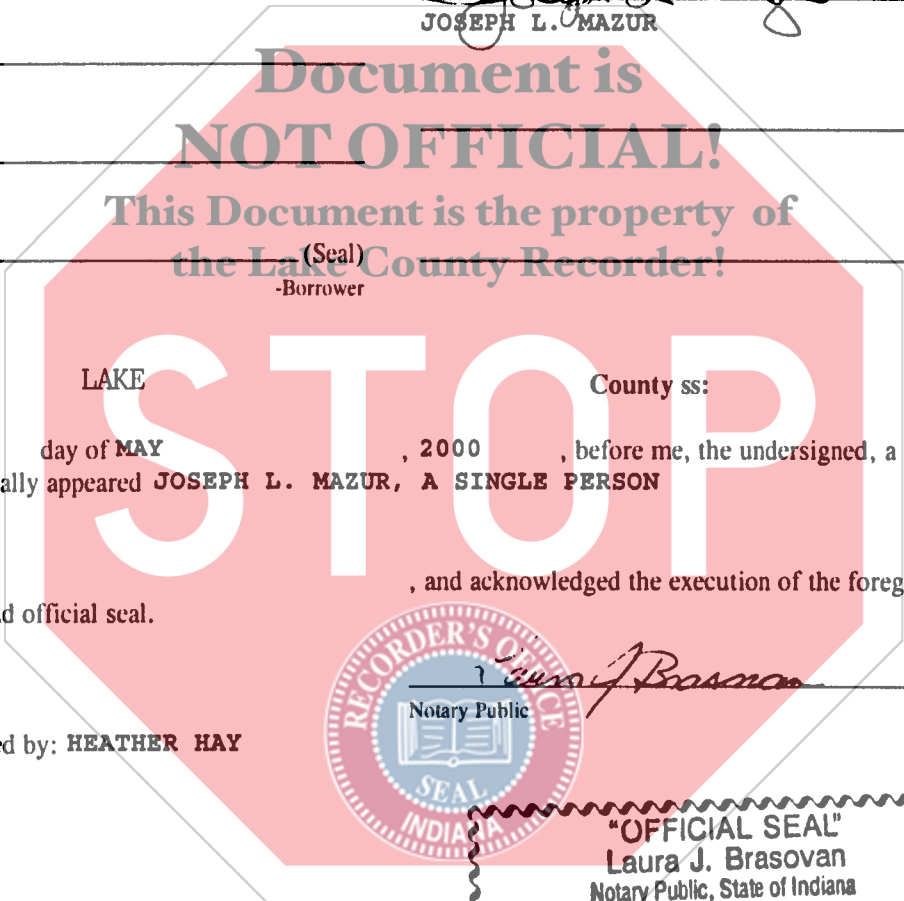 JOSEPH L. MAZUR
Document is
NOT OFFICIAL!
This Document is the property of
the Lake County Recorder!
(Seal)
-Borrower
STOP
LAKE County ss:
day of MAY , 2000 , before me, the undersigned, a
ally appeared JOSEPH L. MAZUR, A SINGLE PERSON
, and acknowledged the execution of the foreg
d official seal.
RECORDER'S OFFICE
Laura J Brasovan
Notary Public
ed by: HEATHER HAY
SEAL
INDIANA
"OFFICIAL SEAL"
Laura J. Brasovan
Notary Public, State of Indiana